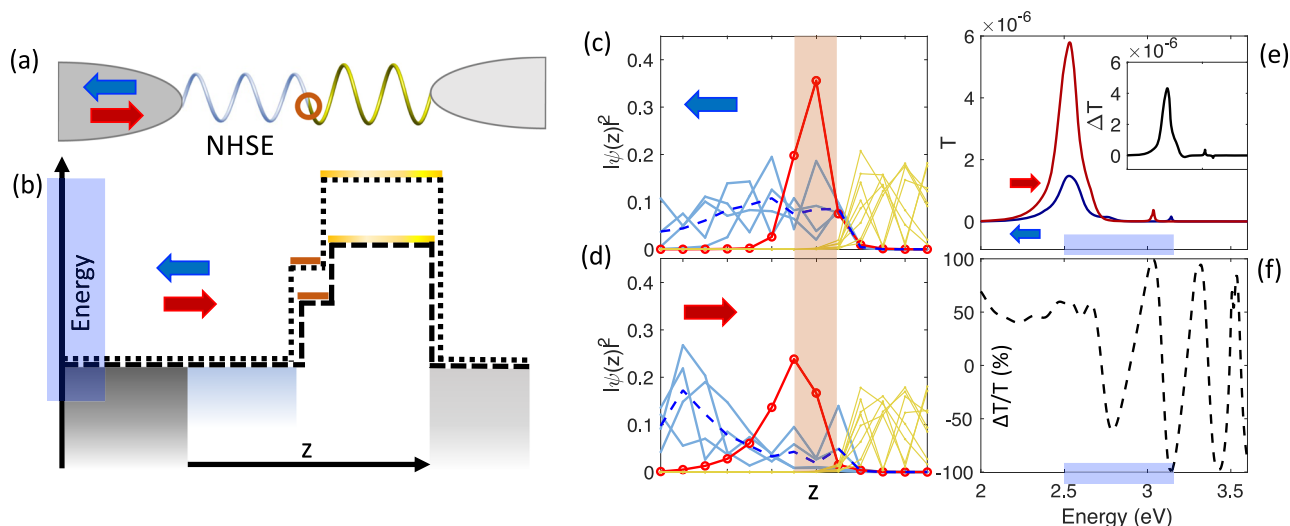 (a)
NHSE
(b)
Energy
z
(c)
0.4
0.3
0.2
0.1
0
|ψ(z)|²
(d)
0.4
0.3
0.2
0.1
0
|ψ(z)|²
z
×10⁻⁶
6
4
2
0
T
(e)
×10⁻⁶
6
4
2
0
ΔT
(f)
100
50
0
-50
-100
ΔT/T (%)
2
2.5
3
3.5
Energy (eV)